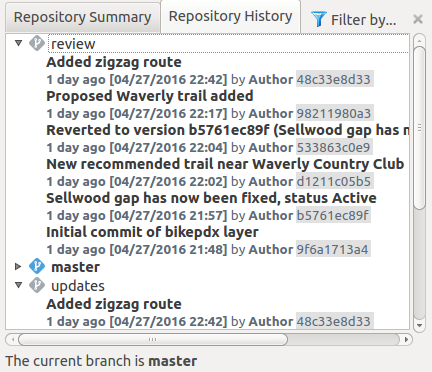 Repository Summary Repository History Filter by...
review
Added zigzag route
1 day ago [04/27/2016 22:42] by Author 48c33e8d33
Proposed Waverly trail added
1 day ago [04/27/2016 22:17] by Author 98211980a3
Reverted to version b5761ec89f (Sellwood gap has n
1 day ago [04/27/2016 22:04] by Author 533863c0e9
New recommended trail near Waverly Country Club
1 day ago [04/27/2016 22:02] by Author d1211c05b5
Sellwood gap has now been fixed, status Active
1 day ago [04/27/2016 21:57] by Author b5761ec89f
Initial commit of bikepdx layer
1 day ago [04/27/2016 21:48] by Author 9f6a1713a4
master
updates
Added zigzag route
1 day ago [04/27/2016 22:42] by Author 48c33e8d33
The current branch is master